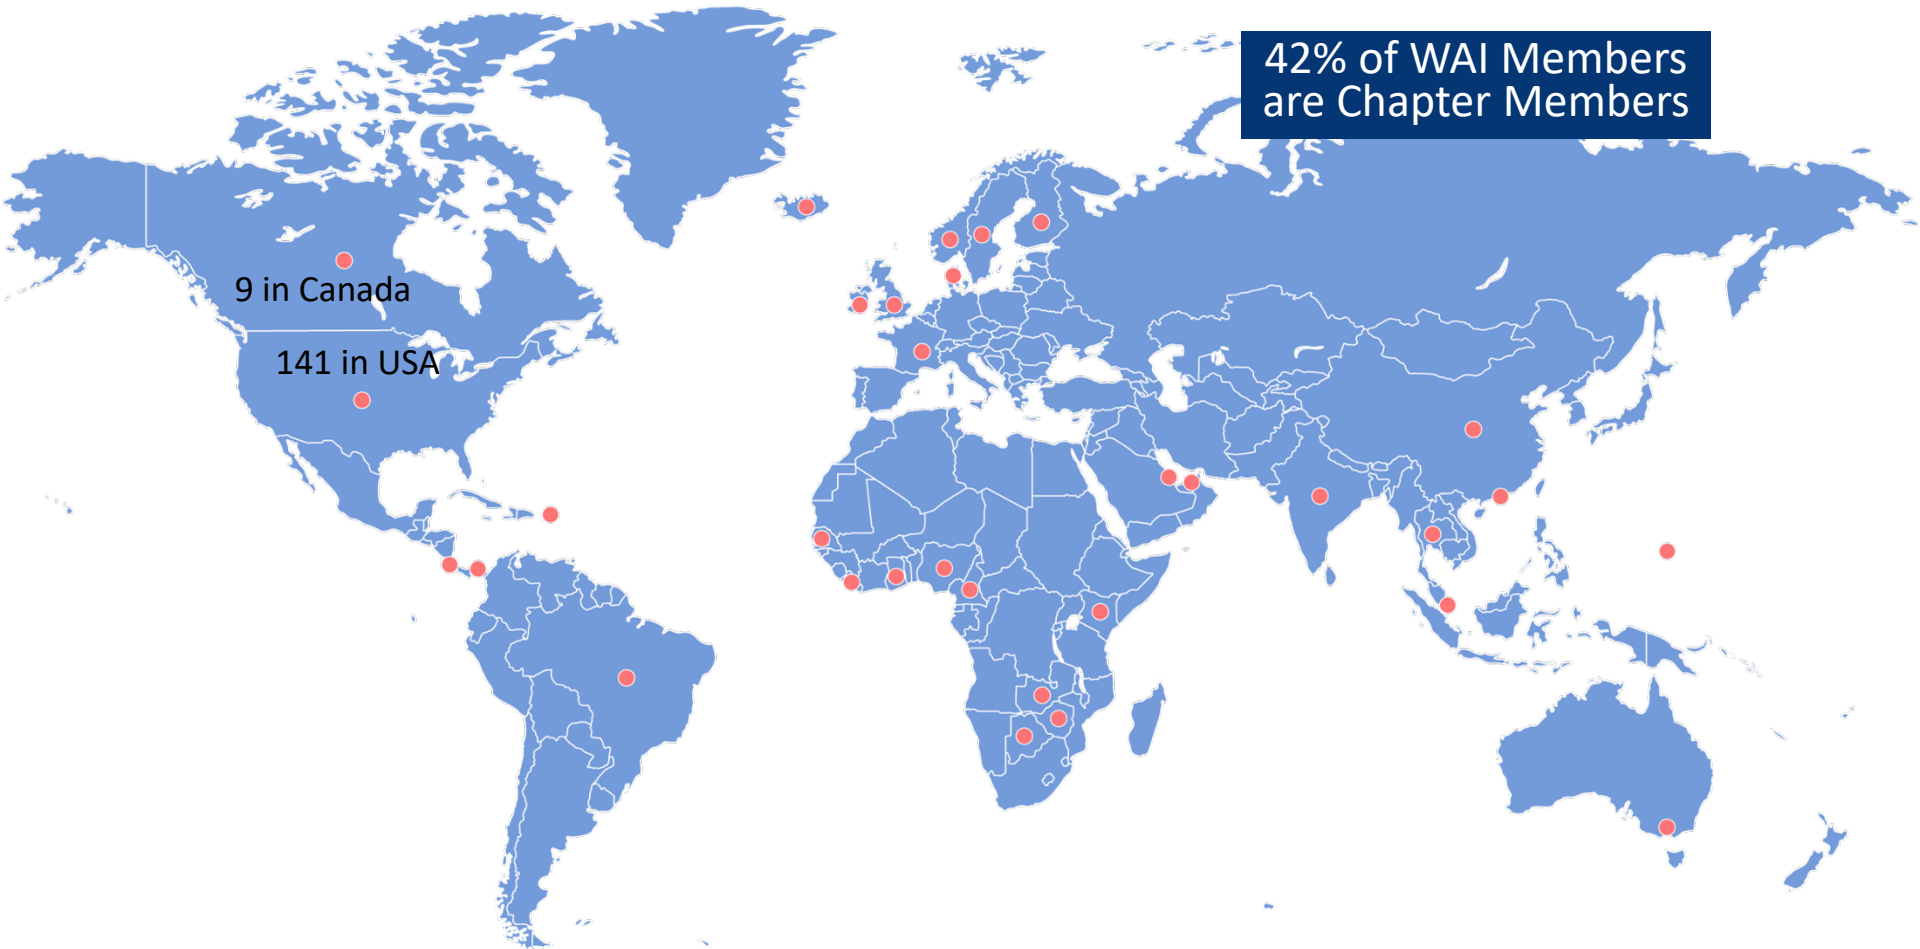 42% of WAI Members
are Chapter Members
9 in Canada
141 in USA